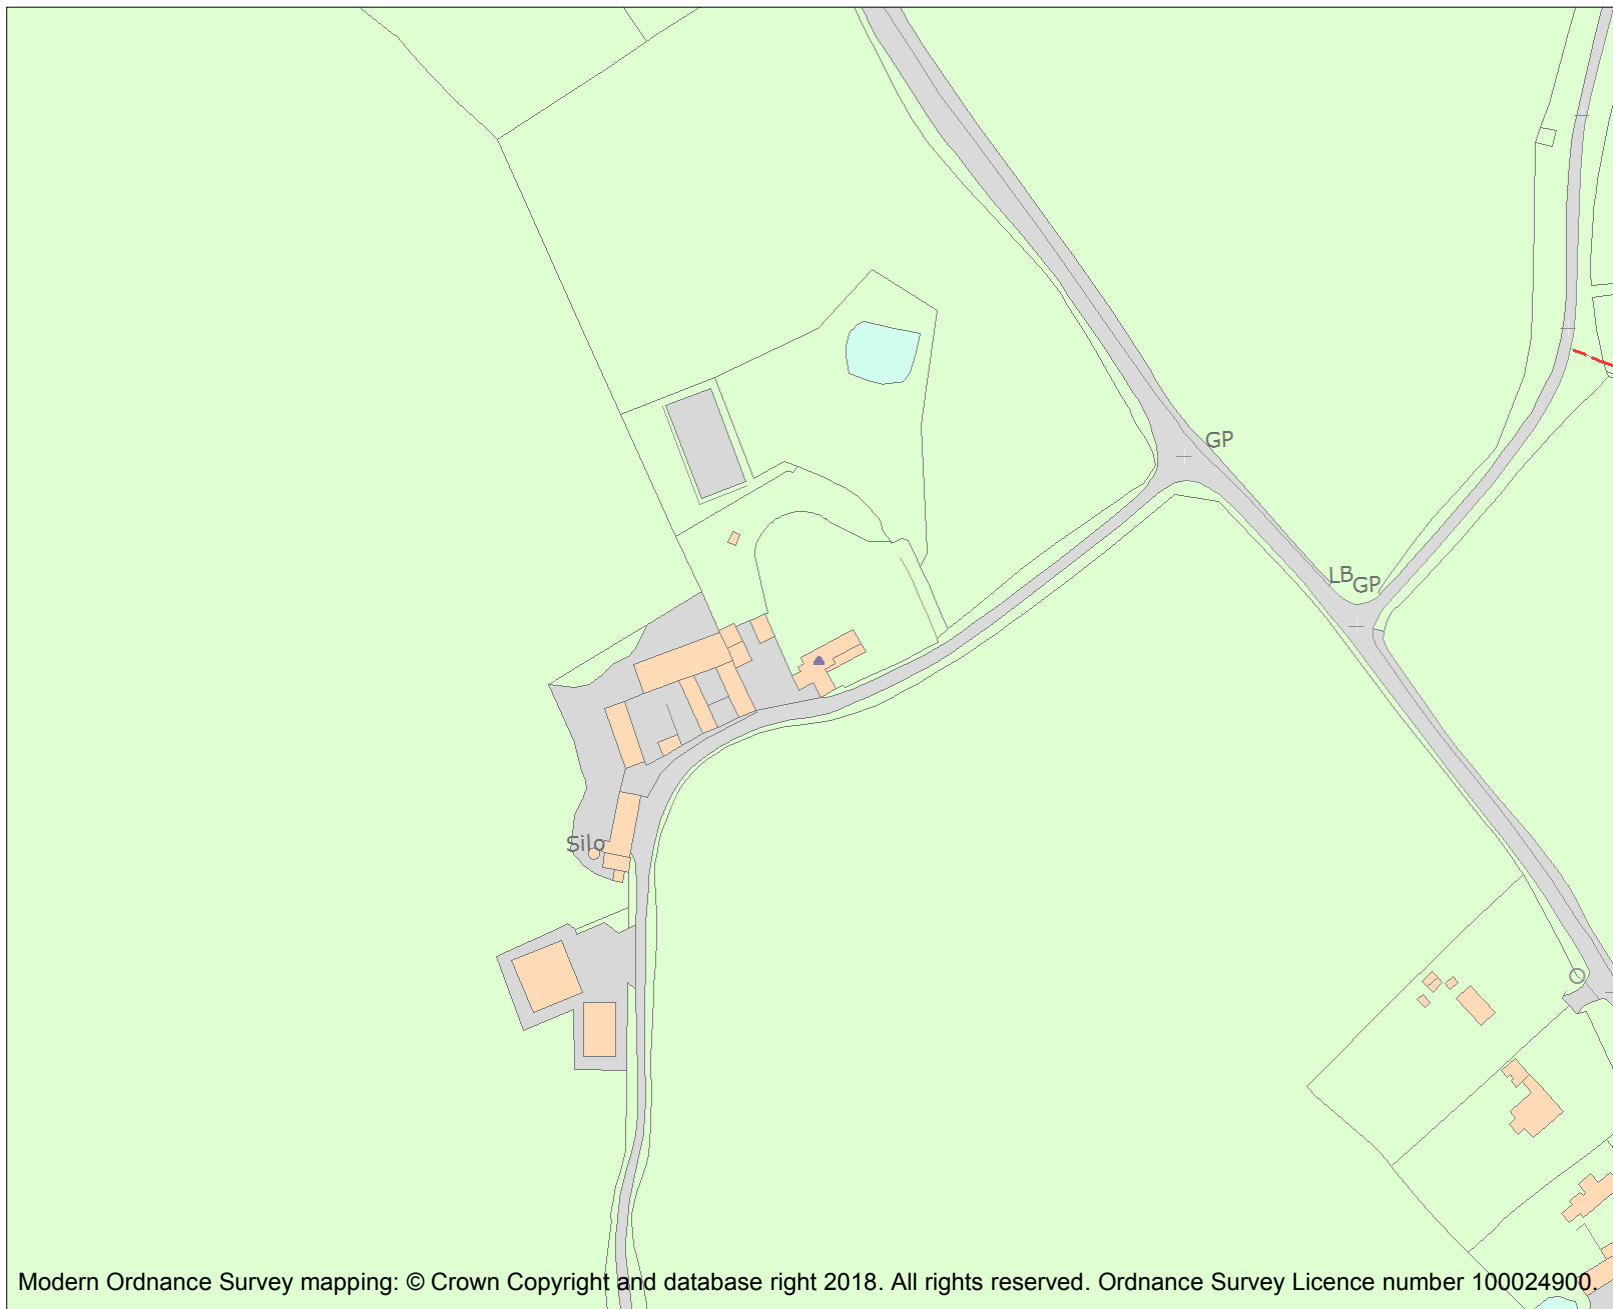 GP
LB GP
Silo
Modern Ordnance Survey mapping: © Crown Copyright and database right 2018. All rights reserved. Ordnance Survey Licence number 100024900.